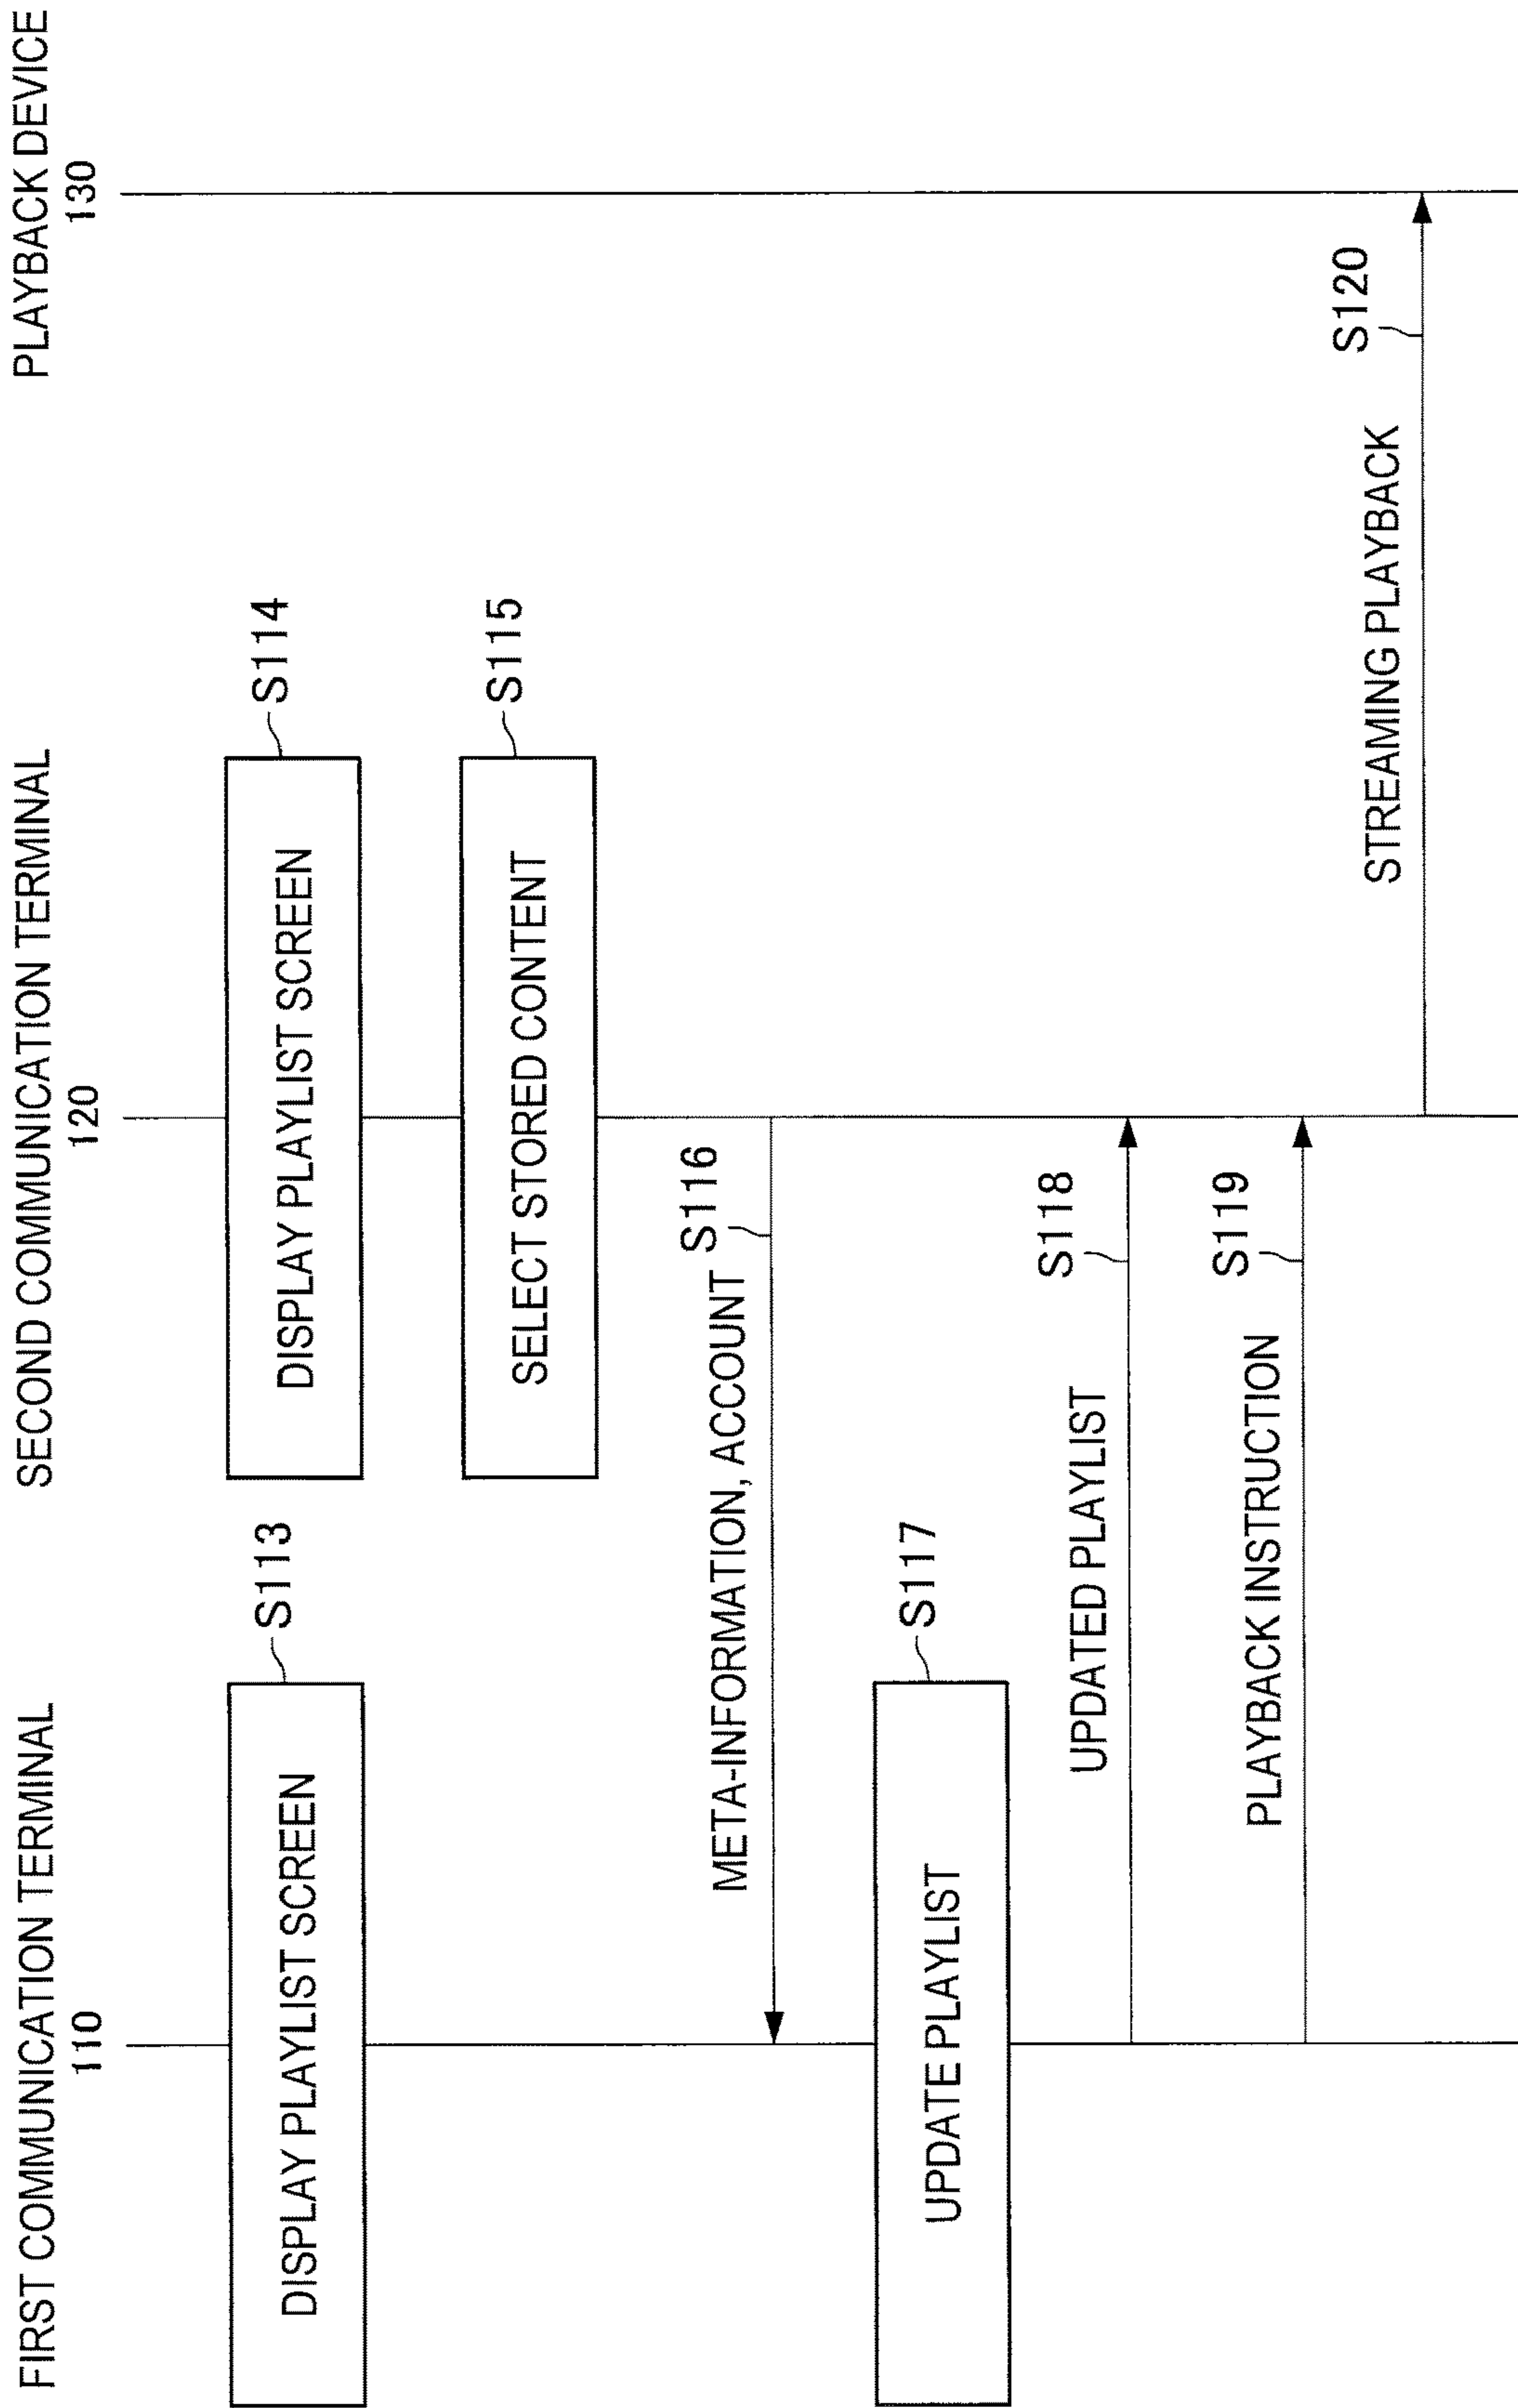 FIRST COMMUNICATION TERMINAL
110
SECOND COMMUNICATION TERMINAL
120
PLAYBACK DEVICE
130
DISPLAY PLAYLIST SCREEN
S113
DISPLAY PLAYLIST SCREEN
S114
SELECT STORED CONTENT
S115
META-INFORMATION, ACCOUNT
S116
UPDATE PLAYLIST
S117
UPDATED PLAYLIST
S118
PLAYBACK INSTRUCTION
S119
STREAMING PLAYBACK
S120